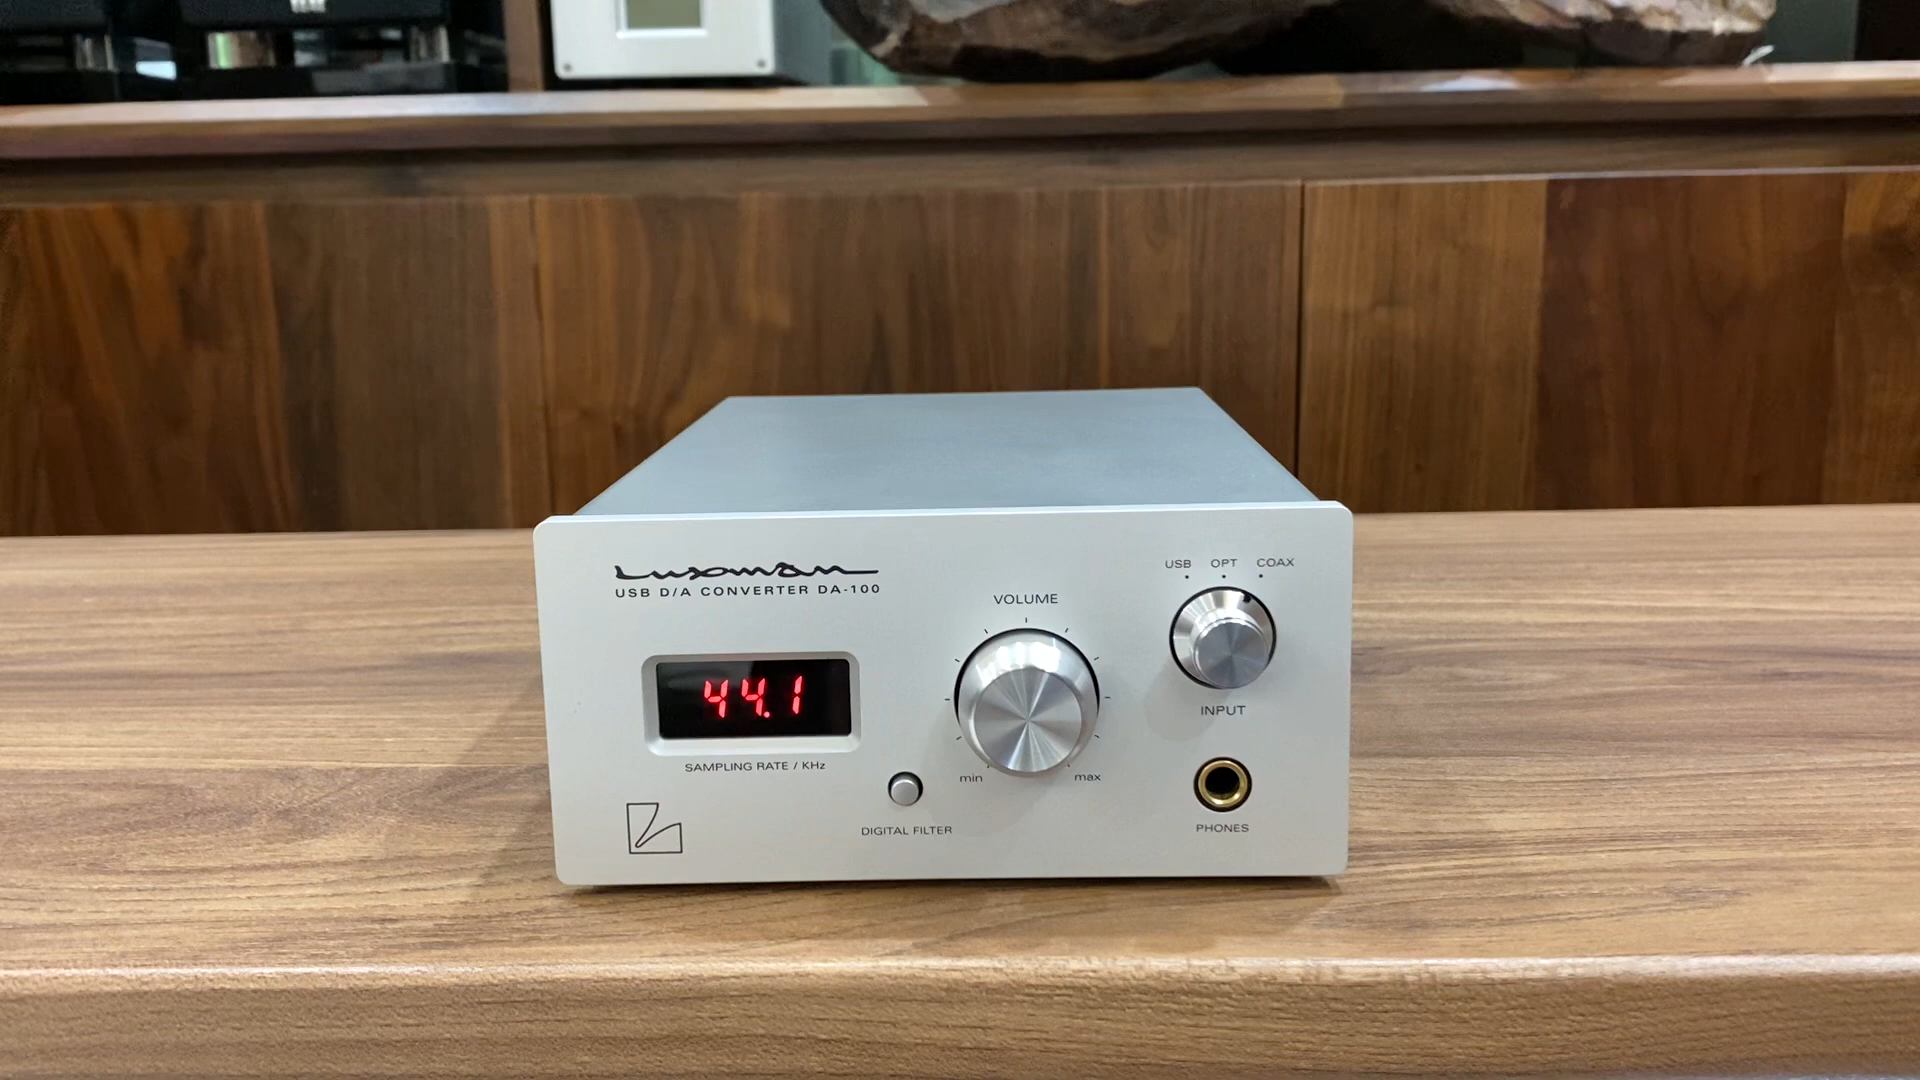 LUXMAN
USB D/A CONVERTER DA-100
USB OPT COAX
VOLUME
44.1
INPUT
SAMPLING RATE / KHz
min max
DIGITAL FILTER
PHONES